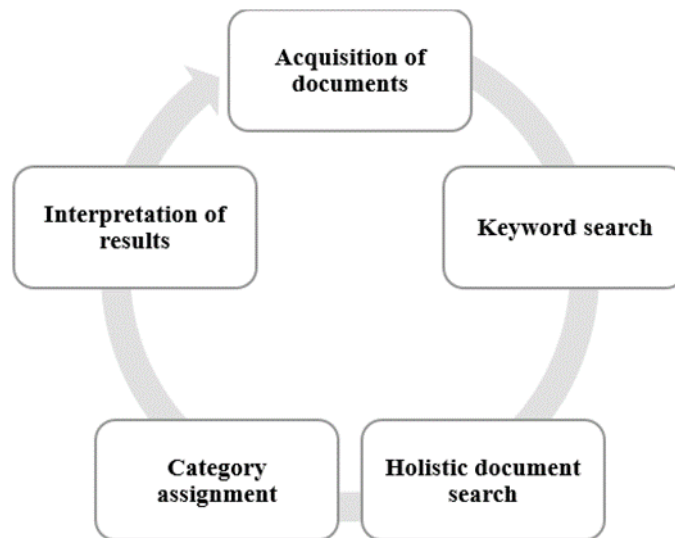 Acquisition of
documents
Keyword search
Holistic document
search
Category
assignment
Interpretation of
results